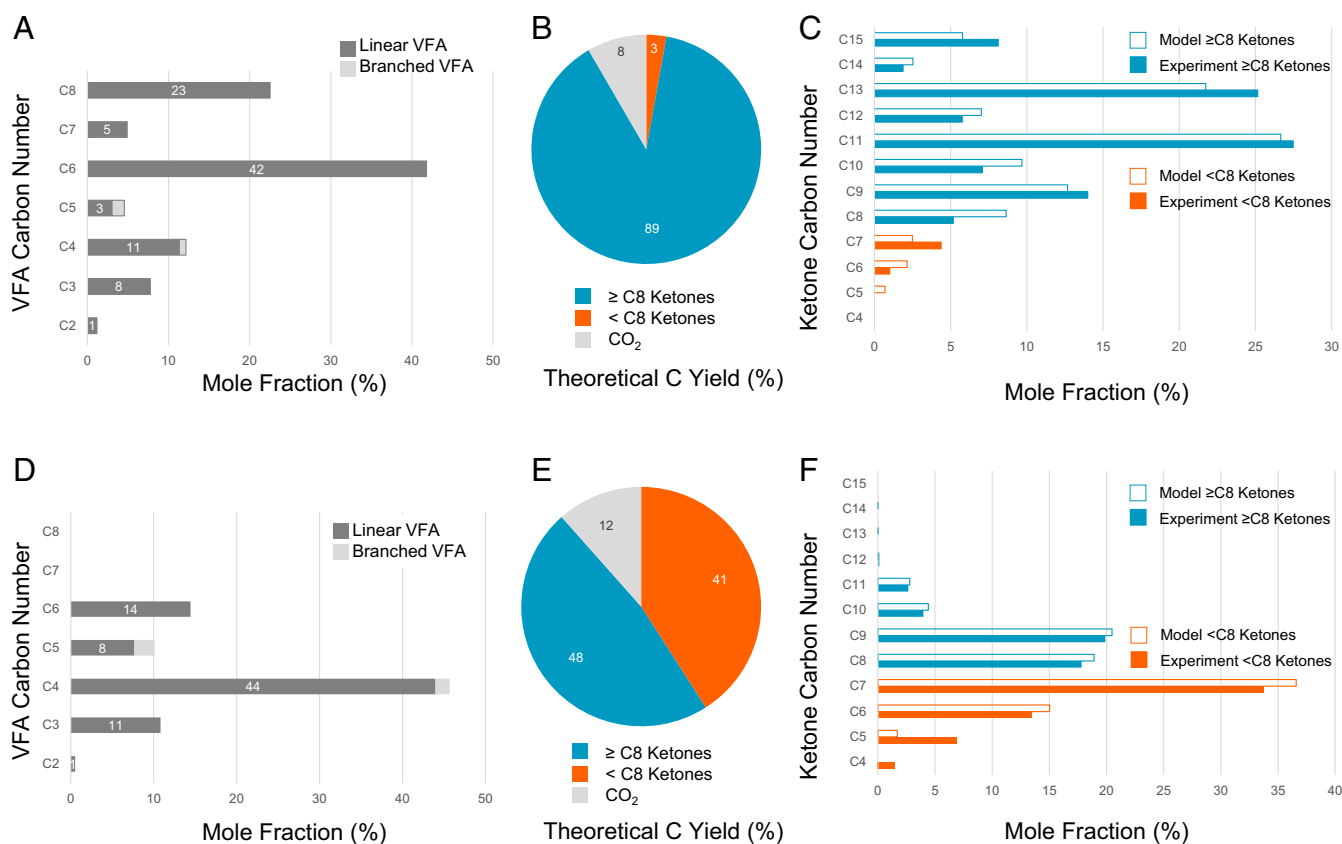 A
Linear VFA
Branched VFA
VFA Carbon Number
C8
23
C7
5
C6
42
C5
3
C4
11
C3
8
C2
1
0 10 20 30 40 50
Mole Fraction (%)
B
8
3
89
≥ C8 Ketones
< C8 Ketones
CO2
Theoretical C Yield (%)
C
Model ≥C8 Ketones
Experiment ≥C8 Ketones
Model <C8 Ketones
Experiment <C8 Ketones
Ketone Carbon Number
C15
C14
C13
C12
C11
C10
C9
C8
C7
C6
C5
C4
0 5 10 15 20 25 30
Mole Fraction (%)
D
Linear VFA
Branched VFA
VFA Carbon Number
C8
C7
C6
14
C5
8
C4
44
C3
11
C2
1
0 10 20 30 40 50
Mole Fraction (%)
E
12
41
48
≥ C8 Ketones
< C8 Ketones
CO2
Theoretical C Yield (%)
F
Model ≥C8 Ketones
Experiment ≥C8 Ketones
Model <C8 Ketones
Experiment <C8 Ketones
Ketone Carbon Number
C15
C14
C13
C12
C11
C10
C9
C8
C7
C6
C5
C4
0 5 10 15 20 25 30 35 40
Mole Fraction (%)